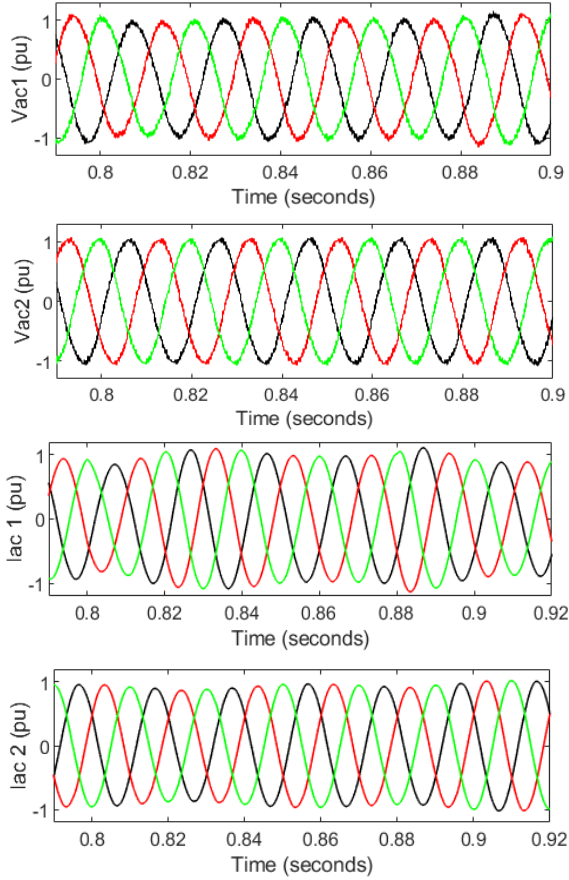 Vac1 (pu)
1
0
-1
0.8 0.82 0.84 0.86 0.88 0.9
Time (seconds)
Vac2 (pu)
1
0
-1
0.8 0.82 0.84 0.86 0.88 0.9
Time (seconds)
Iac 1 (pu)
1
0
-1
0.8 0.82 0.84 0.86 0.88 0.9 0.92
Time (seconds)
Iac 2 (pu)
1
0
-1
0.8 0.82 0.84 0.86 0.88 0.9 0.92
Time (seconds)